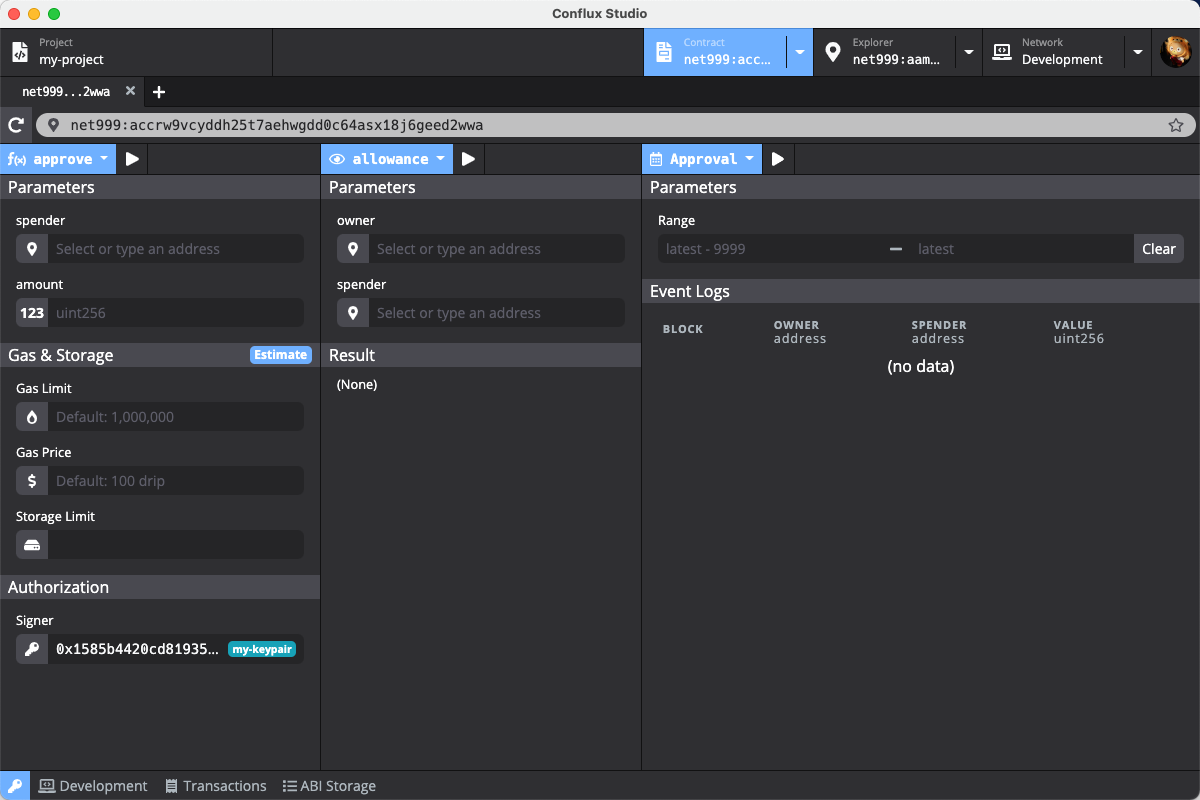 Conflux Studio
Project
my-project
Contract
net999:acc...
Explorer
net999:aam...
Network
Development
net999...2wwa
net999:accrw9vcyddh25t7aehwgdd0c64asx18j6geed2wwa
f(x) approve
allowance
Approval
Parameters
spender
Select or type an address
amount
123 uint256
Gas & Storage
Estimate
Gas Limit
Default: 1,000,000
Gas Price
$ Default: 100 drip
Storage Limit
Authorization
Signer
0x1585b4420cd81935... my-keypair
Parameters
owner
Select or type an address
spender
Select or type an address
Result
(None)
Parameters
Range
latest - 9999 — latest Clear
Event Logs
BLOCK OWNER SPENDER VALUE
address address uint256
(no data)
Development Transactions ABI Storage